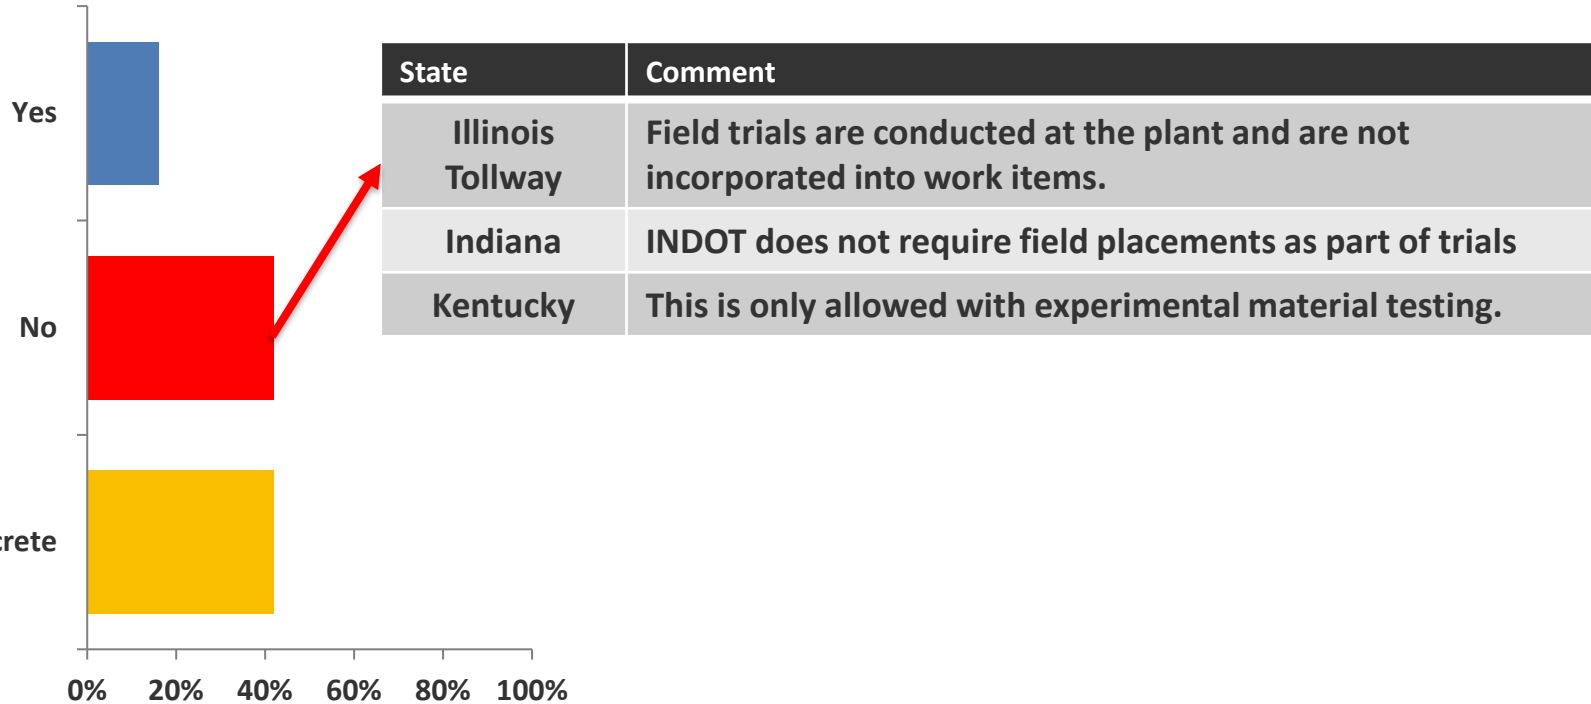 Yes
No
crete
0% 20% 40% 60% 80% 100%
State Comment
Illinois
Tollway
Field trials are conducted at the plant and are not
incorporated into work items.
Indiana INDOT does not require field placements as part of trials
Kentucky This is only allowed with experimental material testing.